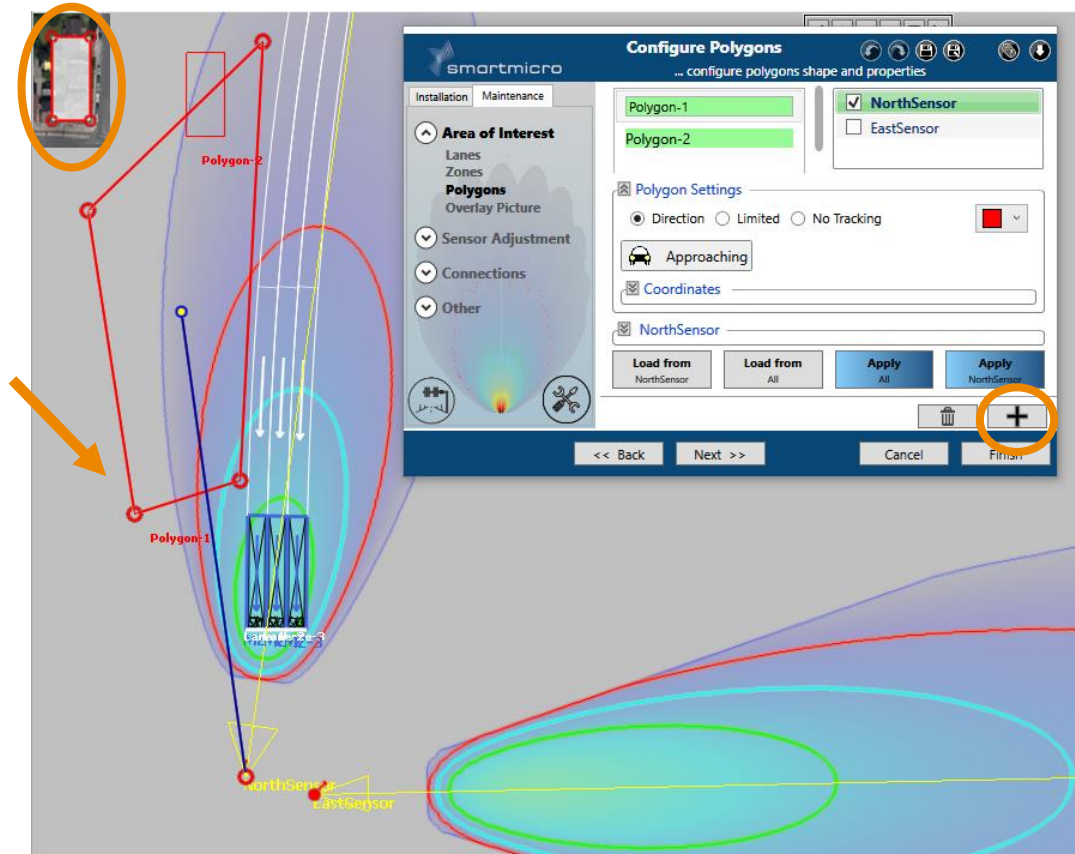 smartmicro
Configure Polygons
... configure polygons shape and properties
Installation
Maintenance
Area of Interest
Lanes
Zones
Polygons
Overlay Picture
Sensor Adjustment
Connections
Other
Polygon-1
Polygon-2
NorthSensor
EastSensor
Polygon Settings
Direction
Limited
No Tracking
Approaching
Coordinates
NorthSensor
Load from
NorthSensor
Load from
All
Apply
All
Apply
NorthSensor
<< Back
Next >>
Cancel
Finish
Polygon-2
Polygon-1
NorthSensor
EastSensor